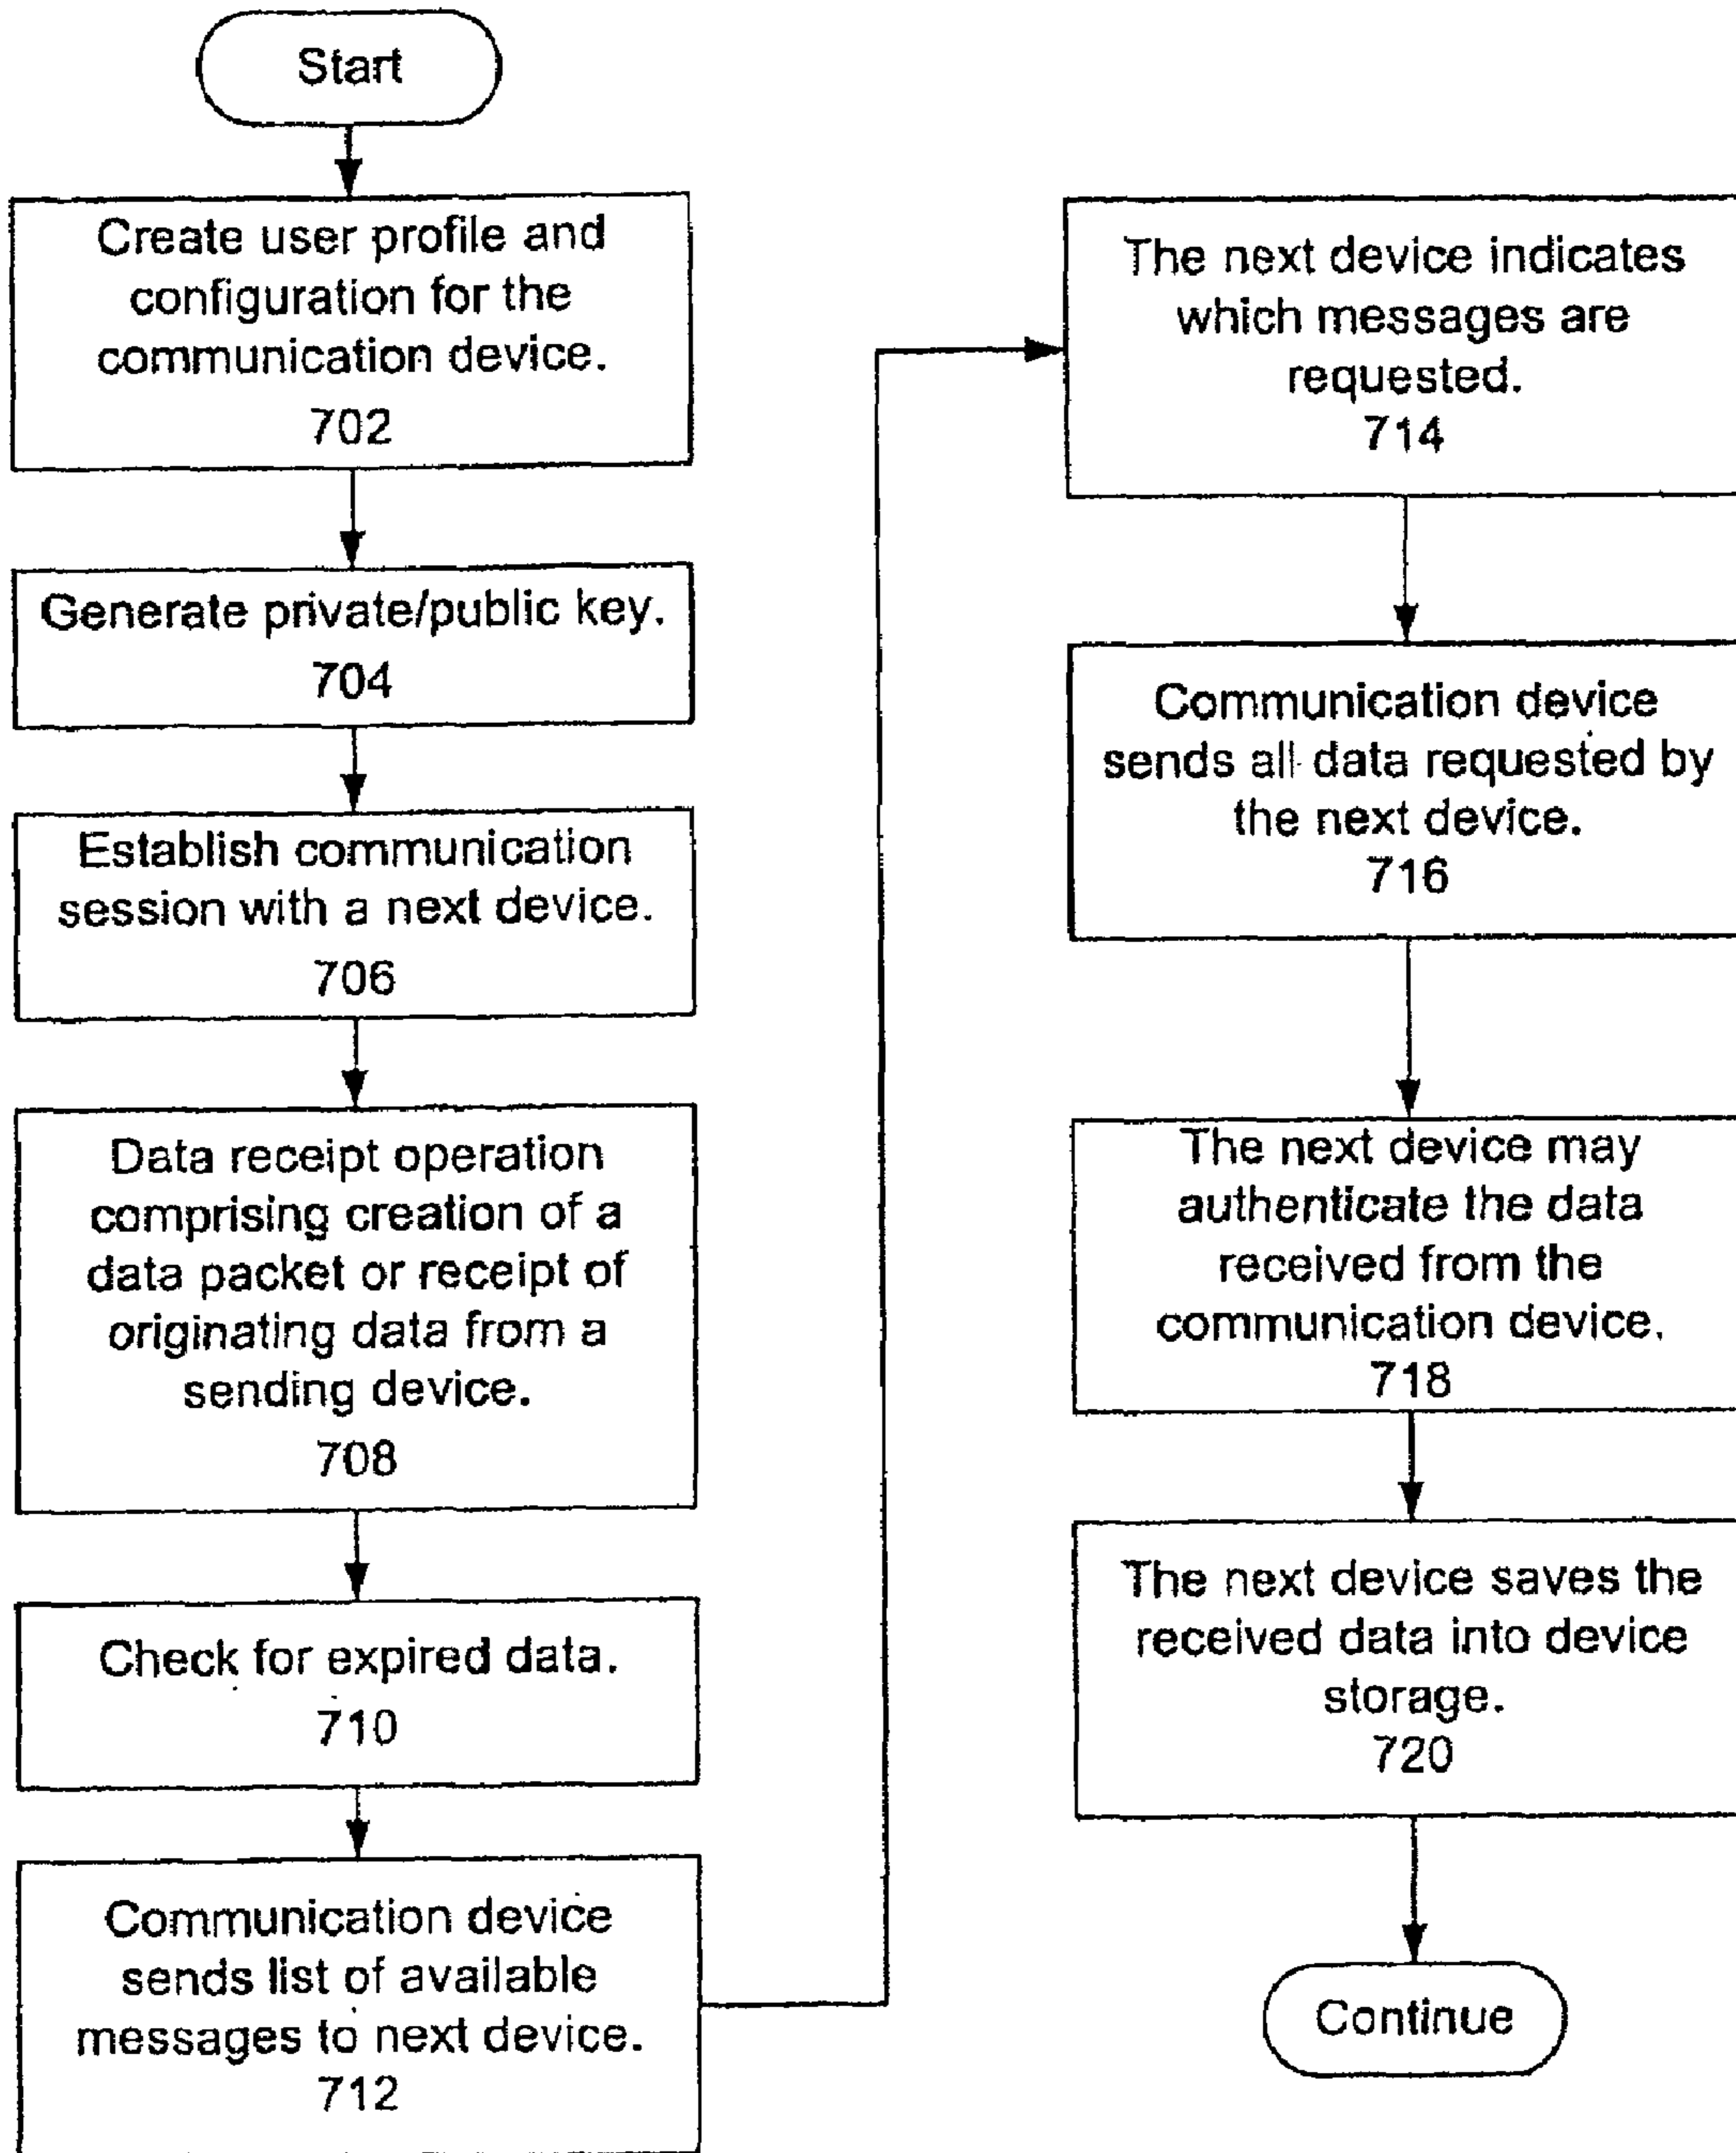 Start
Create user profile and
configuration for the
communication device.
702
Generate private/public key.
704
Establish communication
session with a next device.
706
Data receipt operation
comprising creation of a
data packet or receipt of
originating data from a
sending device.
708
Check for expired data.
710
Communication device
sends list of available
messages to next device.
712
The next device indicates
which messages are
requested.
714
Communication device
sends all data requested by
the next device.
716
The next device may
authenticate the data
received from the
communication device.
718
The next device saves the
received data into device
storage.
720
Continue